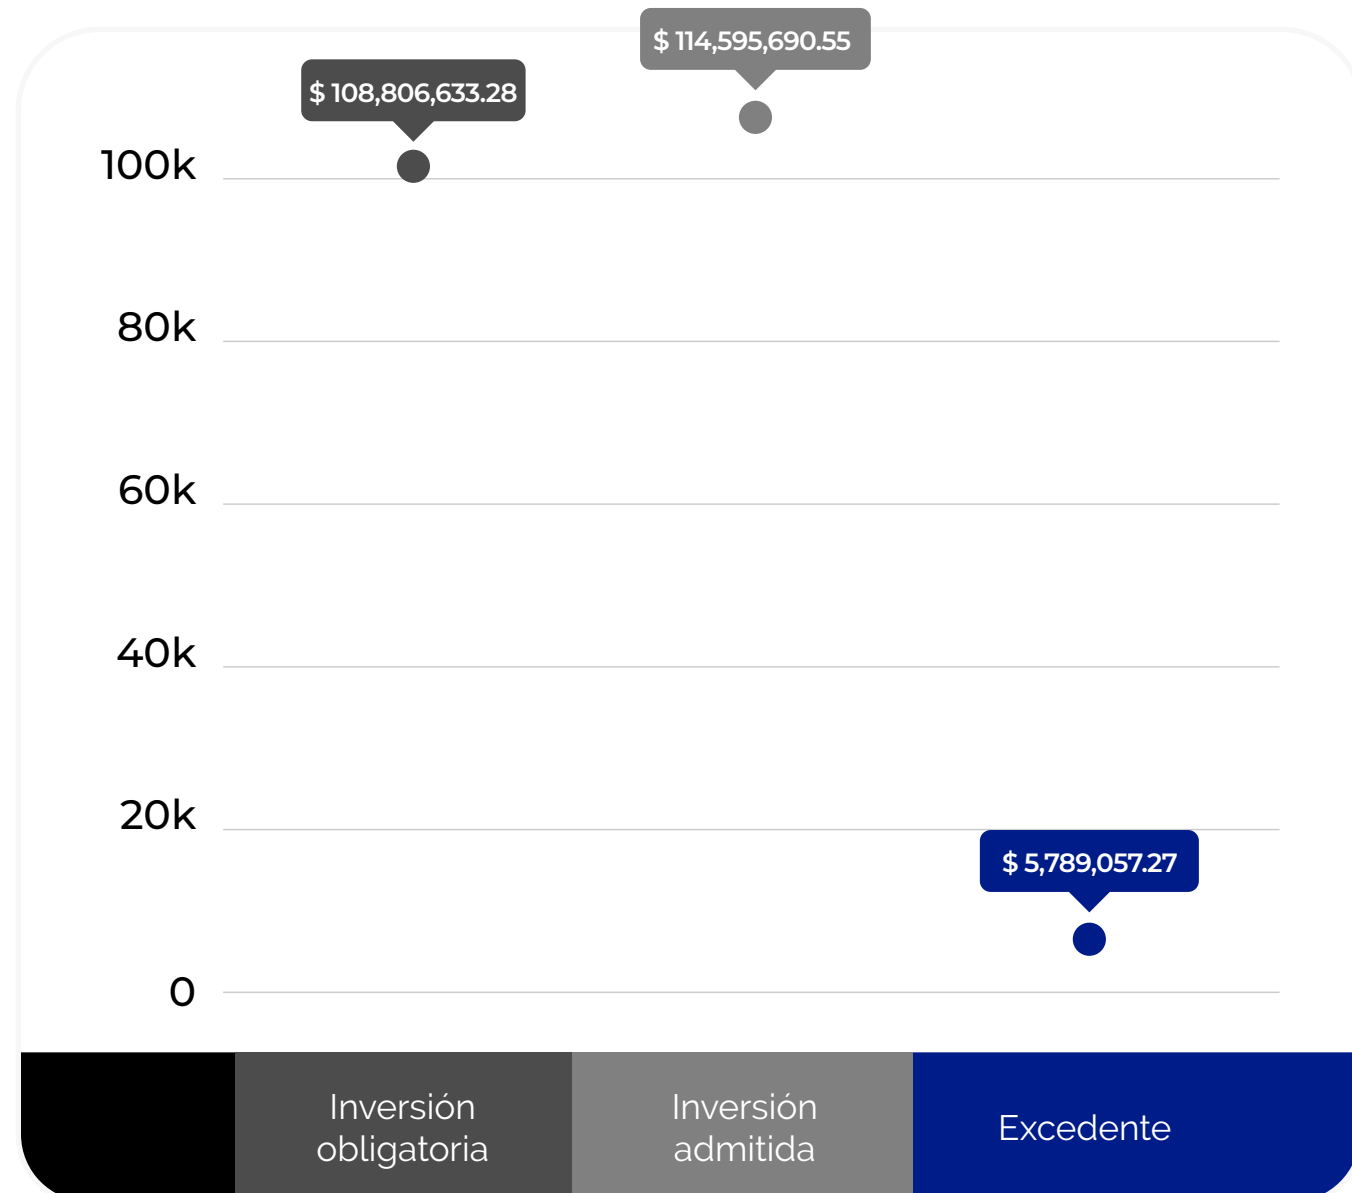 $ 114,595,690.55
$ 108,806,633.28
100k
80k
60k
40k
20k
$ 5,789,057.27
0
Inversión
obligatoria
Inversión
admitida
Excedente